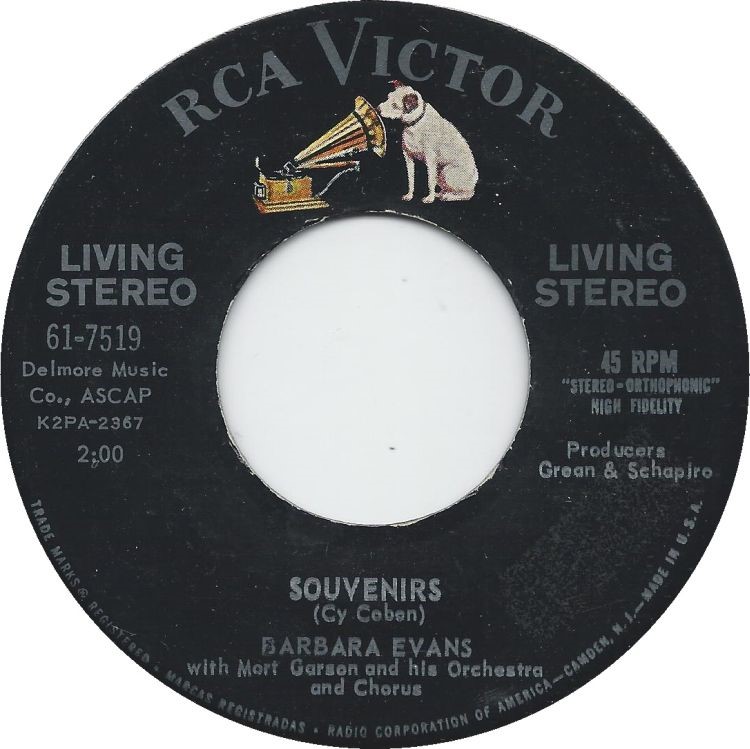 RCA VICTOR
LIVING
STEREO
61-7519
Delmore Music
Co., ASCAP
K2PA-2367
2:00
LIVING
STEREO
45 RPM
"STEREO-ORTHOPHONIC"
HIGH FIDELITY
Producers
Grean & Schapiro
SOUVENIRS
(Cy Coben)
BARBARA EVANS
with Mort Garson and his Orchestra
and Chorus
TRADE MARKS ® REGISTERED • MARCAS REGISTRADAS • RADIO CORPORATION OF AMERICA—CAMDEN, N. J.—MADE IN U.S.A.